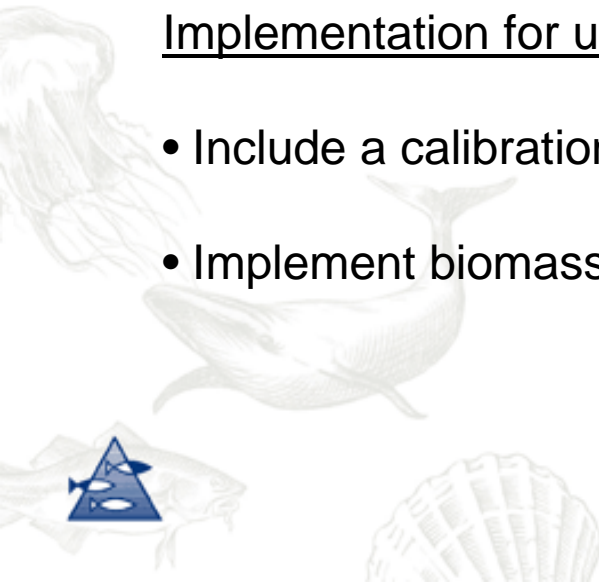 Implementation for u
• Include a calibration
• Implement biomass